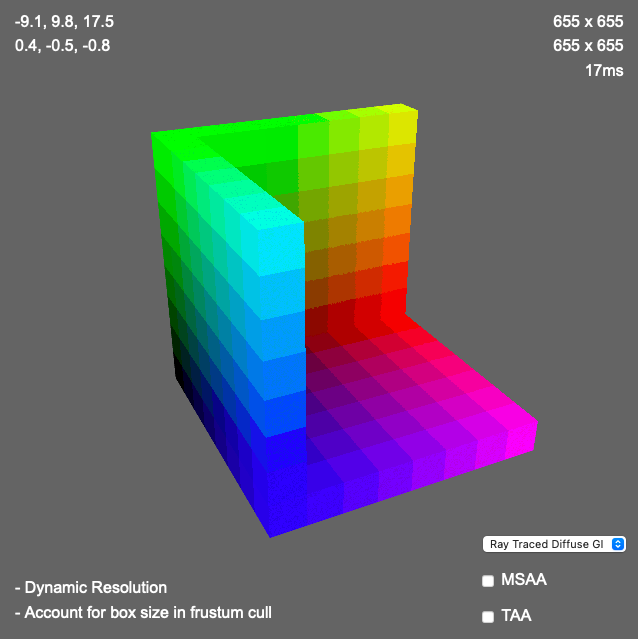 -9.1, 9.8, 17.5
0.4, -0.5, -0.8
655 x 655
655 x 655
17ms
Ray Traced Diffuse GI
MSAA
TAA
- Dynamic Resolution
- Account for box size in frustum cull